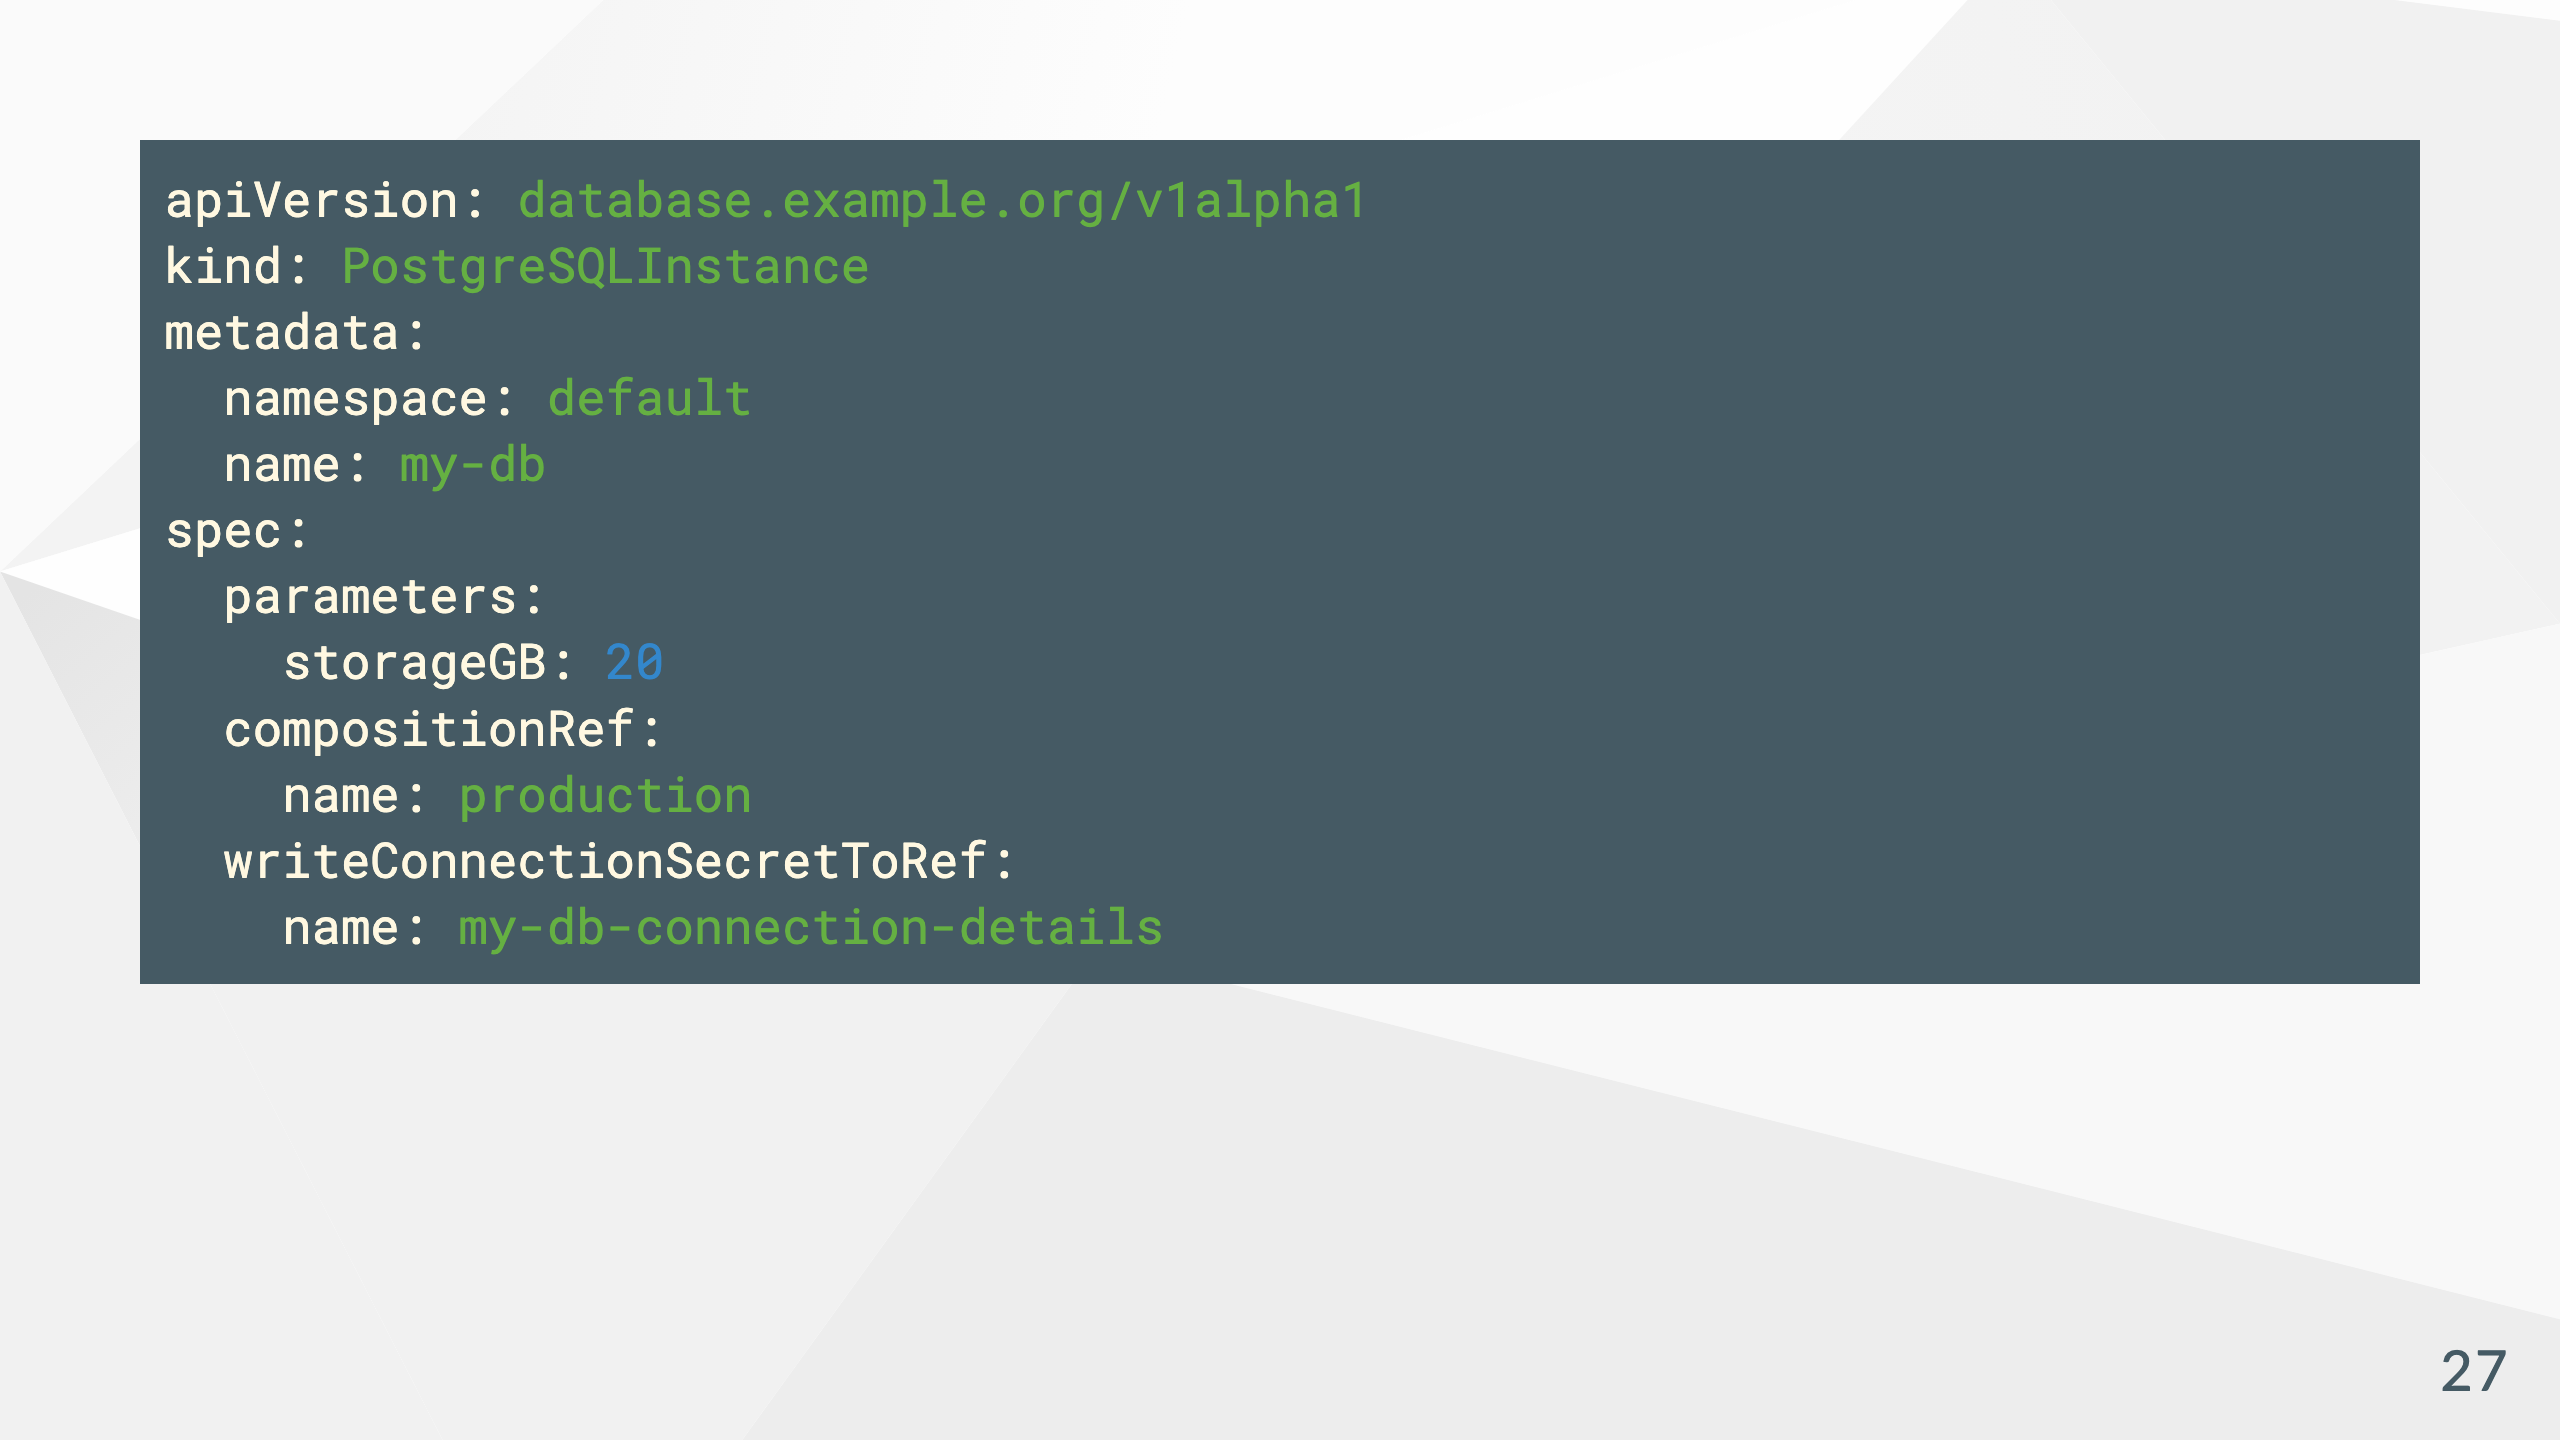 apiVersion: database.example.org/v1alpha1
kind: PostgreSQLInstance
metadata:
  namespace: default
  name: my-db
spec:
  parameters:
    storageGB: 20
  compositionRef:
    name: production
  writeConnectionSecretToRef:
    name: my-db-connection-details
27